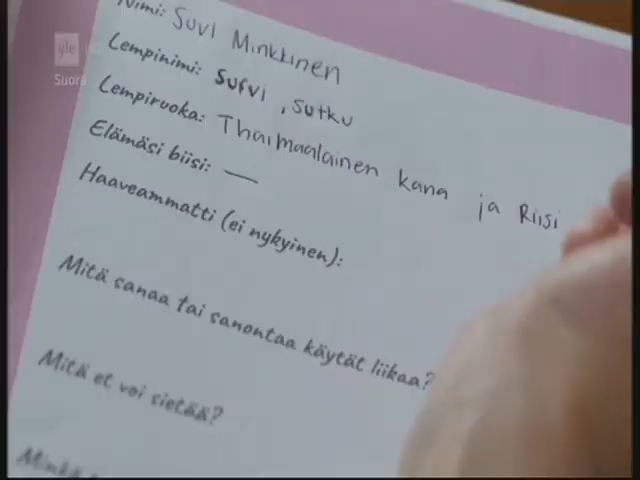 yle
Suora
Nimi: Suvi Minkkinen
Lempinimi: Survi, Sutku
Lempiruoka: Thaimaalainen kana ja Riisi
Elämäsi biisi: —
Haaveammatti (ei nykyinen):
Mitä sanaa tai sanontaa käytät liikaa?
Mitä et voi sietää?